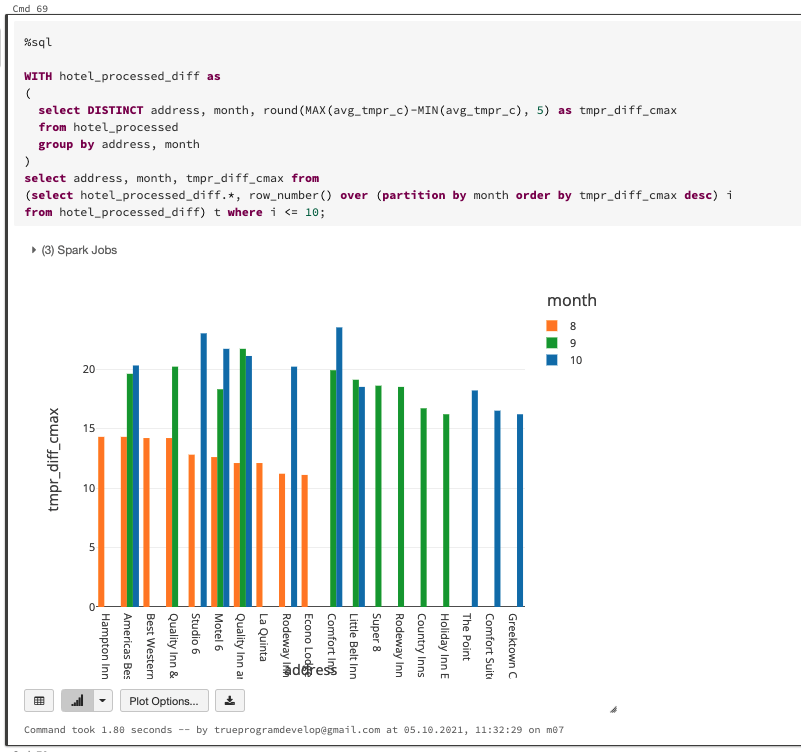 Cmd 69
%sql
WITH hotel_processed_diff as
(
select DISTINCT address, month, round(MAX(avg_tmpr_c)-MIN(avg_tmpr_c), 5) as tmpr_diff_cmax
from hotel_processed
group by address, month
)
select address, month, tmpr_diff_cmax from
(select hotel_processed_diff.*, row_number() over (partition by month order by tmpr_diff_cmax desc) i
from hotel_processed_diff) t where i <= 10;
(3) Spark Jobs
month
8
9
10
20
15
10
5
0
tmpr_diff_cmax
Hampton Inn
Americas Bes
Best Western
Quality Inn &
Studio 6
Motel 6
Quality Inn a
La Quinta
Rodeway Inn
Econo Lodge
Comfort Inn
Little Belt Inn
Super 8
Rodeway Inn
Country Inns
Holiday Inn E
The Point
Comfort Suite
Greektown C
address
Plot Options...
Command took 1.80 seconds -- by trueprogramdevelop@gmail.com at 05.10.2021, 11:32:29 on m07